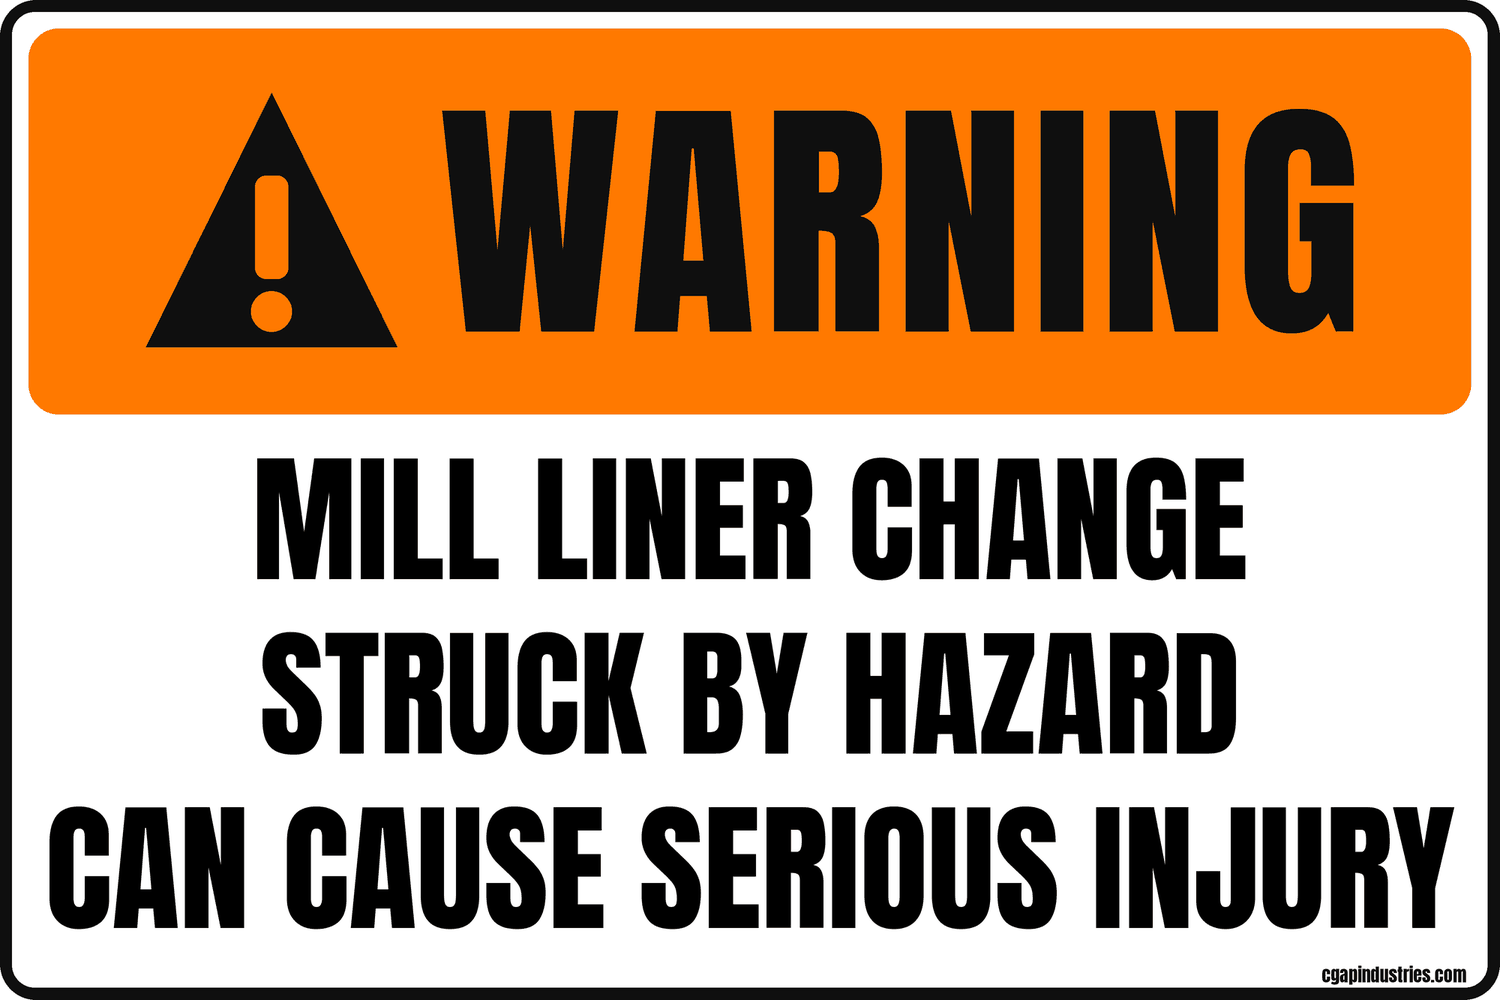 WARNING
MILL LINER CHANGE
STRUCK BY HAZARD
CAN CAUSE SERIOUS INJURY
cgapindustries.com